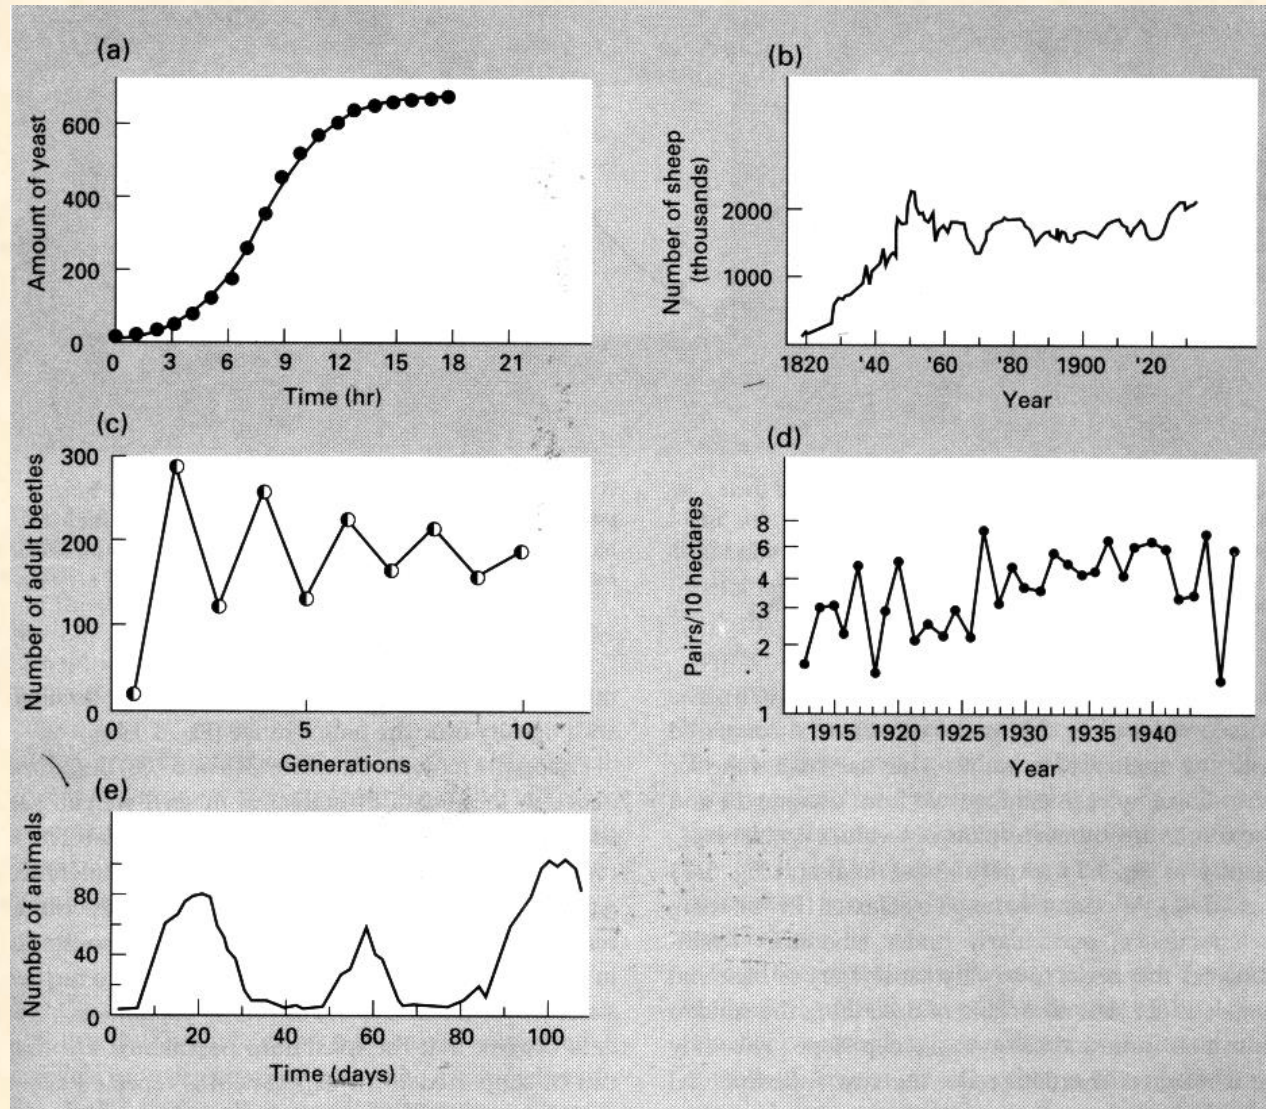 (a)
Amount of yeast
600
400
200
0
0 3 6 9 12 15 18 21
Time (hr)
(b)
Number of sheep
(thousands)
2000
1000
1820 '40 '60 '80 1900 '20
Year
(c)
Number of adult beetles
300
200
100
0
0 5 10
Generations
(d)
Pairs/10 hectares
8
6
4
3
2
1
1915 1920 1925 1930 1935 1940
Year
(e)
Number of animals
80
40
0
0 20 40 60 80 100
Time (days)